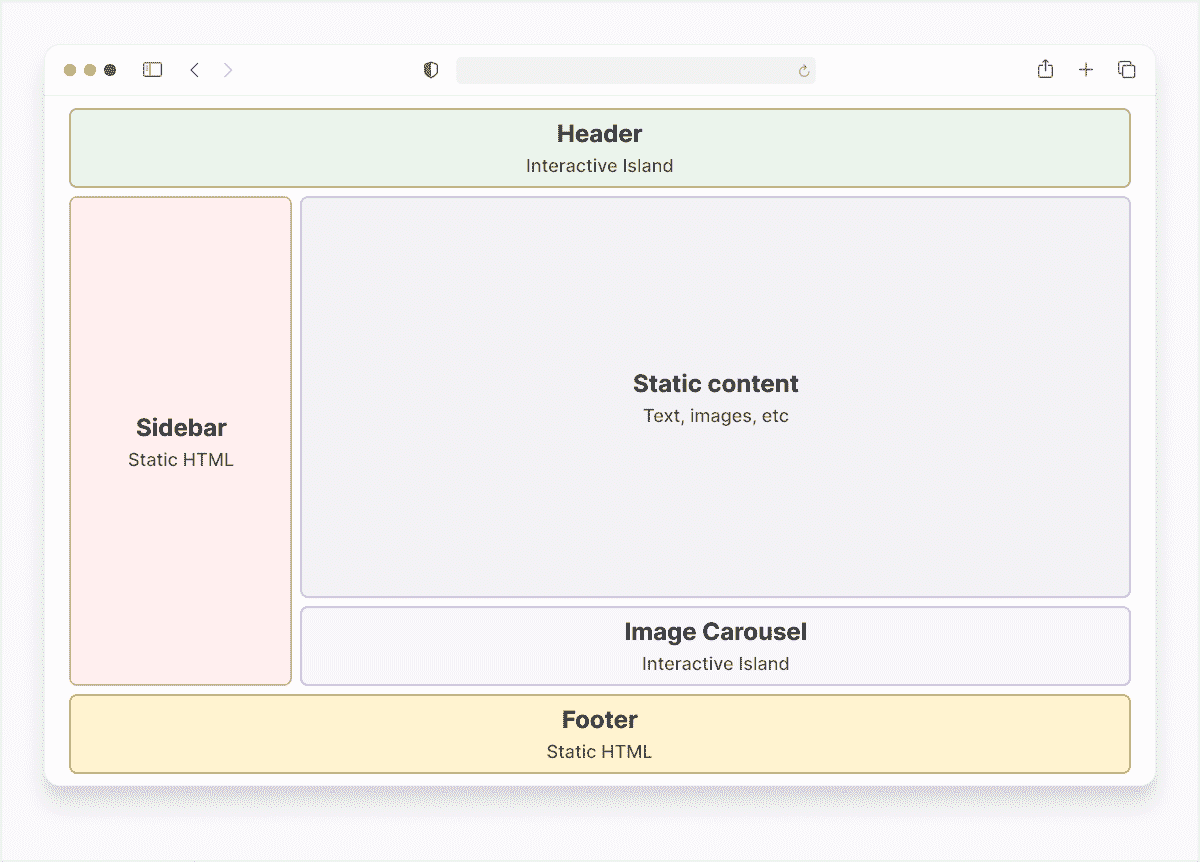 Header
Interactive Island
Sidebar
Static HTML
Static content
Text, images, etc
Image Carousel
Interactive Island
Footer
Static HTML